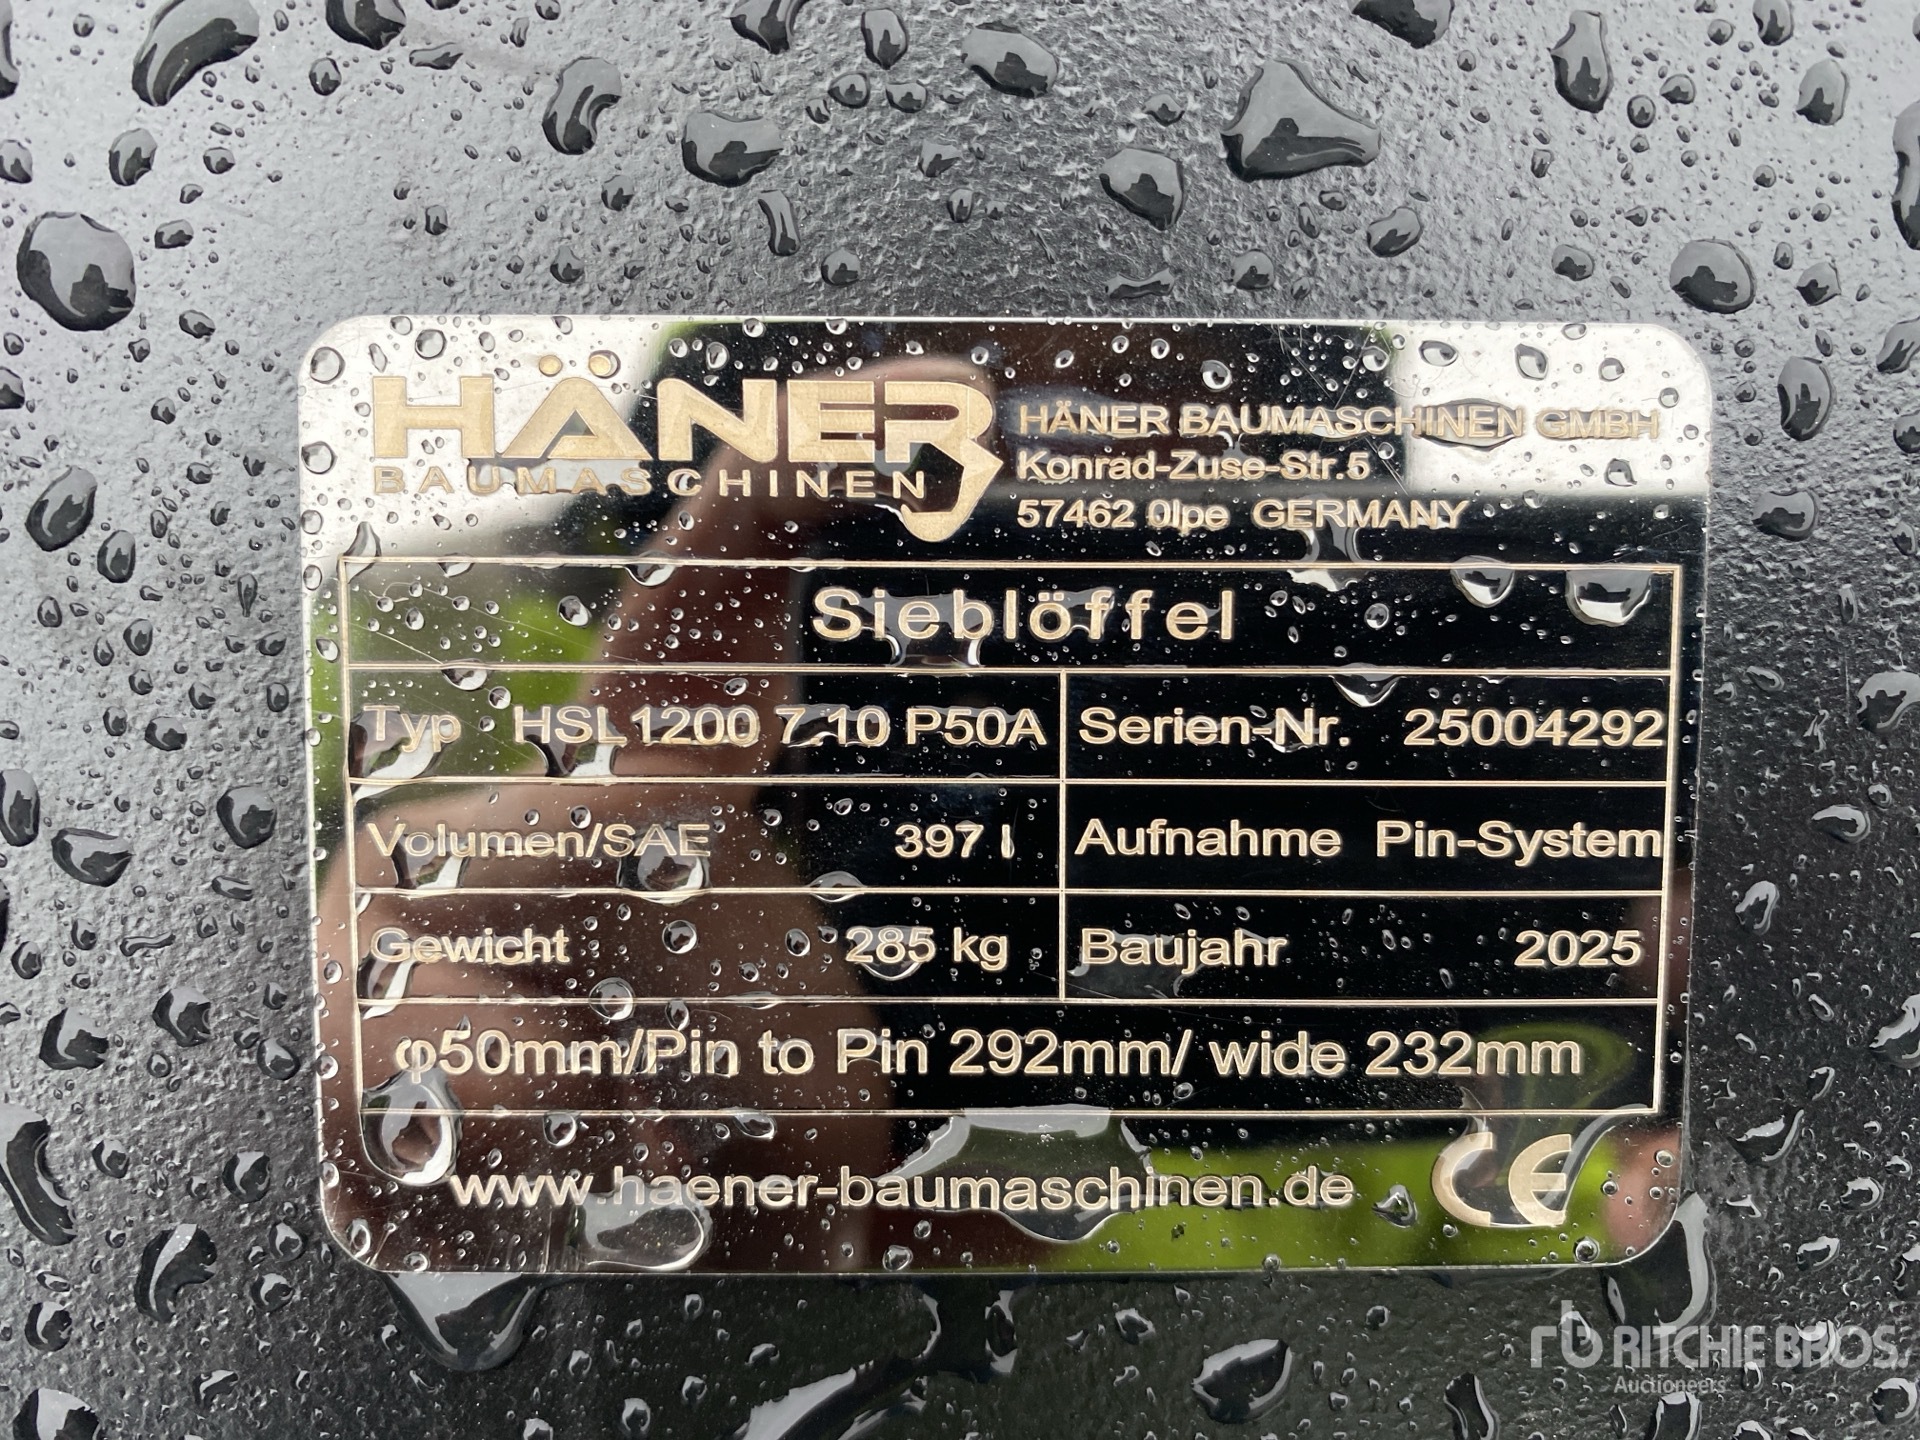 HÄNER
BAUMASCHINEN
HÄNER BAUMASCHINEN GMBH
Konrad-Zuse-Str.5
57462 Olpe GERMANY
Sieblöffel
Typ HSL1200 7.10 P50A
Serien-Nr. 25004292
Volumen/SAE 397 l
Aufnahme Pin-System
Gewicht 285 kg
Baujahr 2025
φ50mm/Pin to Pin 292mm/ wide 232mm
www.haener-baumaschinen.de
CE
rb RITCHIE BROS.
Auctioneers